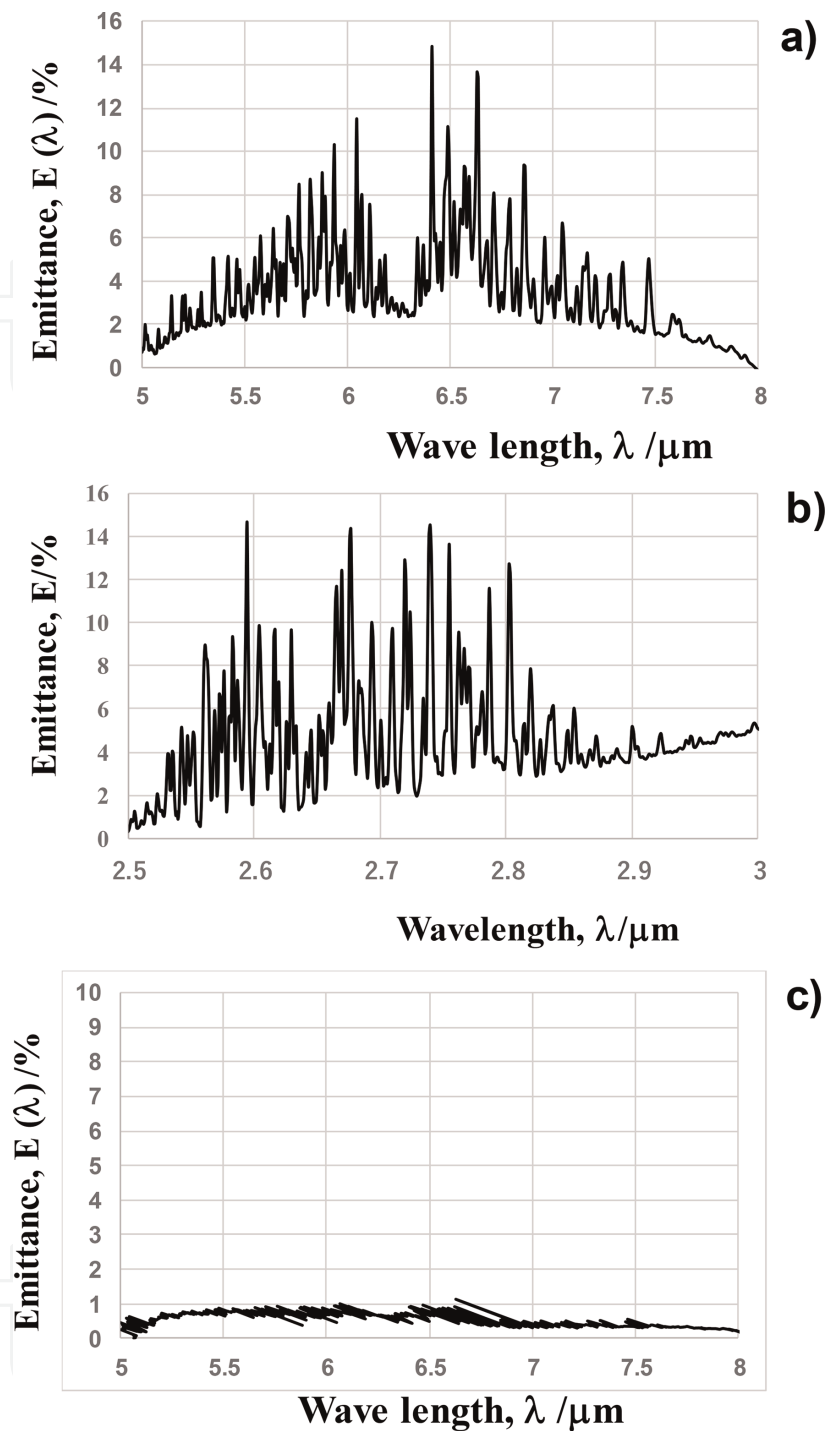 a)
Emittance, E (λ) /%
16
14
12
10
8
6
4
2
0
5 5.5 6 6.5 7 7.5 8
Wave length, λ /μm
b)
Emittance, E/%
16
14
12
10
8
6
4
2
0
2.5 2.6 2.7 2.8 2.9 3
Wavelength, λ/μm
c)
Emittance, E (λ) /%
10
9
8
7
6
5
4
3
2
1
0
5 5.5 6 6.5 7 7.5 8
Wave length, λ /μm